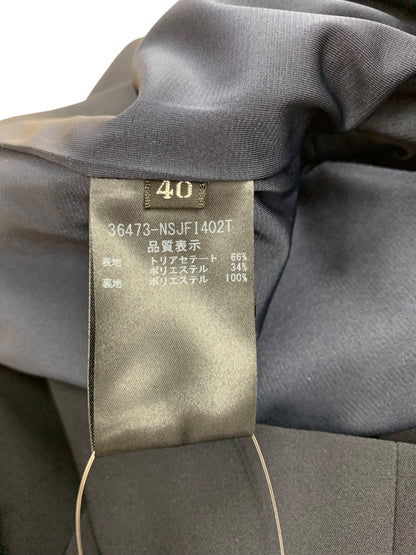 40
36473-NSJFI402T
品質表示
表地 トリアセテート 66%
ポリエステル 34%
裏地 ポリエステル 100%